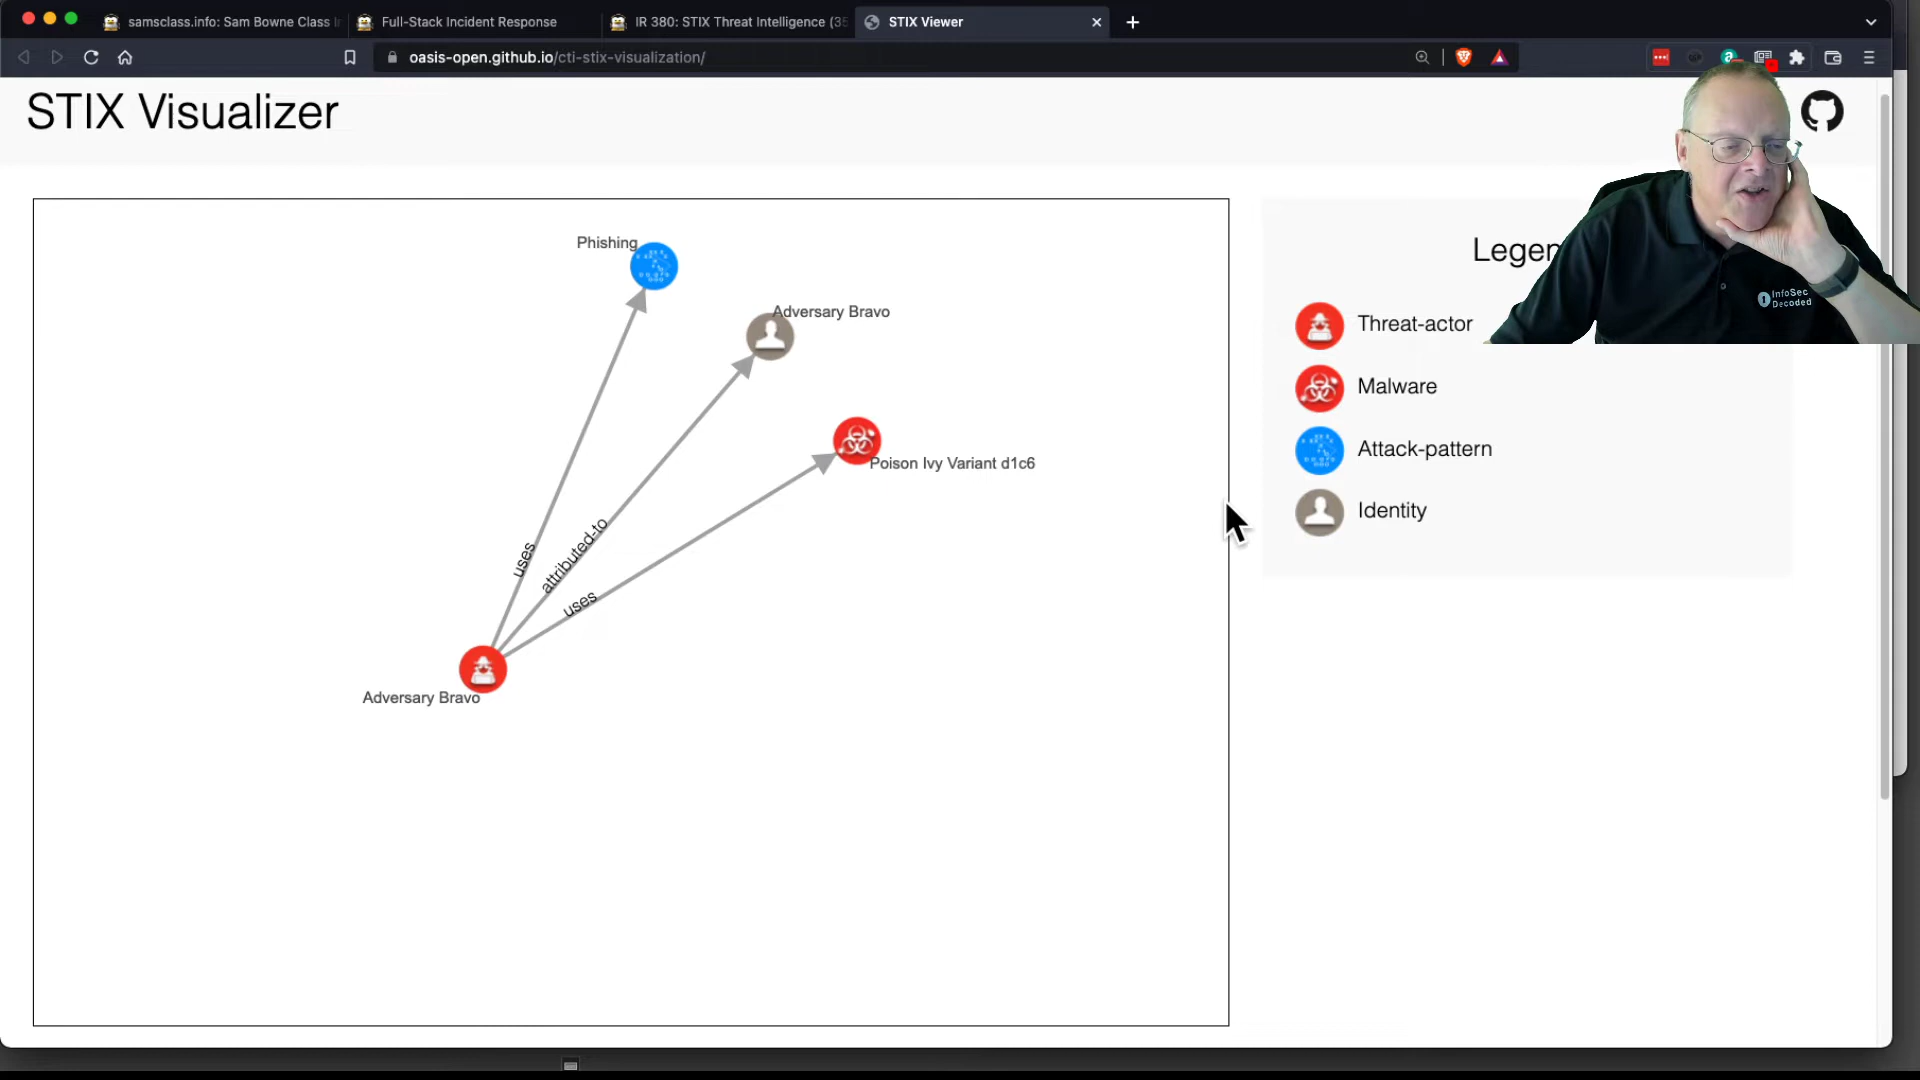 samsclass.info: Sam Bowne Class
Full-Stack Incident Response
IR 380: STIX Threat Intelligence (35
STIX Viewer
oasis-open.github.io/cti-stix-visualization/
STIX Visualizer
Phishing
Adversary Bravo
Poison Ivy Variant d1c6
uses
attributed-to
uses
Adversary Bravo
Legen
Threat-actor
Malware
Attack-pattern
Identity
InfoSec
Decoded